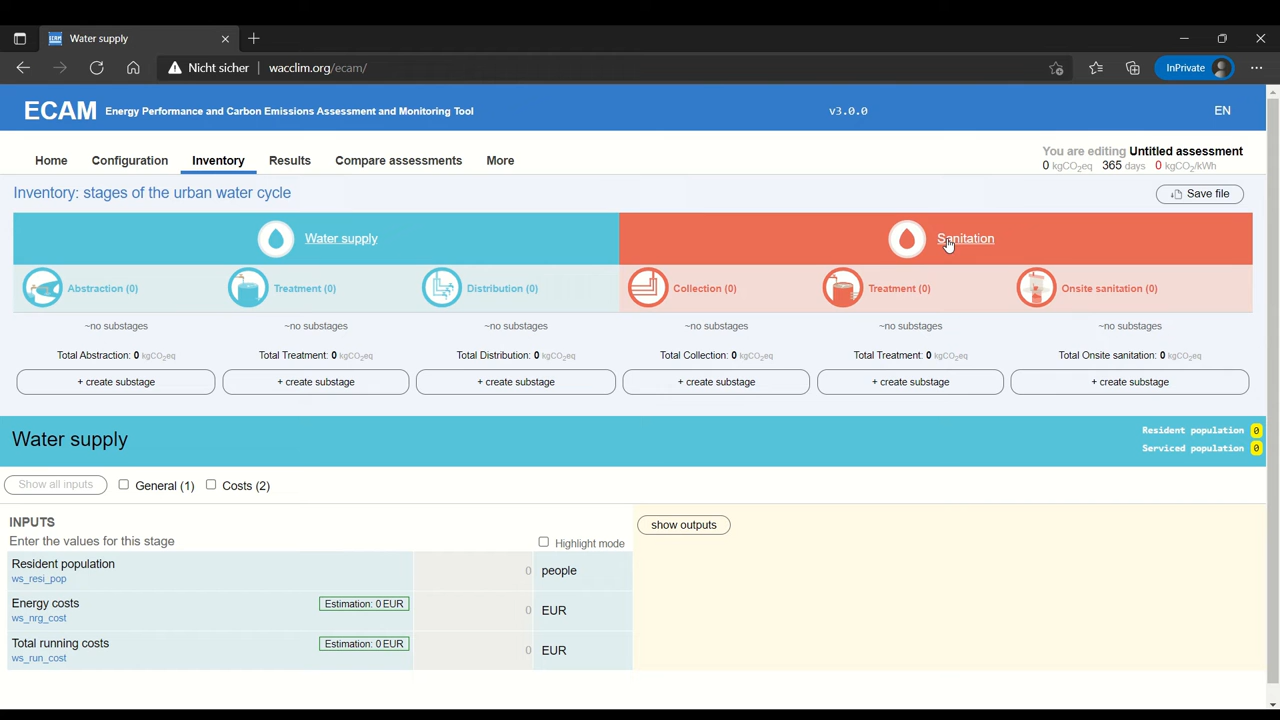 Water supply
Nicht sicher wacclim.org/ecam/ InPrivate
ECAM Energy Performance and Carbon Emissions Assessment and Monitoring Tool v3.0.0 EN
Home Configuration Inventory Results Compare assessments More
You are editing Untitled assessment
0 kgCO2eq 365 days 0 kgCO2/kWh
Inventory: stages of the urban water cycle
Save file
Water supply Sanitation
Abstraction (0) Treatment (0) Distribution (0) Collection (0) Treatment (0) Onsite sanitation (0)
~no substages ~no substages ~no substages ~no substages ~no substages ~no substages
Total Abstraction: 0 kgCO2eq Total Treatment: 0 kgCO2eq Total Distribution: 0 kgCO2eq Total Collection: 0 kgCO2eq Total Treatment: 0 kgCO2eq Total Onsite sanitation: 0 kgCO2eq
+ create substage + create substage + create substage + create substage + create substage + create substage
Water supply
Resident population 0
Serviced population 0
Show all inputs General (1) Costs (2)
INPUTS
Enter the values for this stage
Highlight mode
show outputs
Resident population
ws_resi_pop
0 people
Energy costs
ws_nrg_cost
Estimation: 0 EUR
0 EUR
Total running costs
ws_run_cost
Estimation: 0 EUR
0 EUR